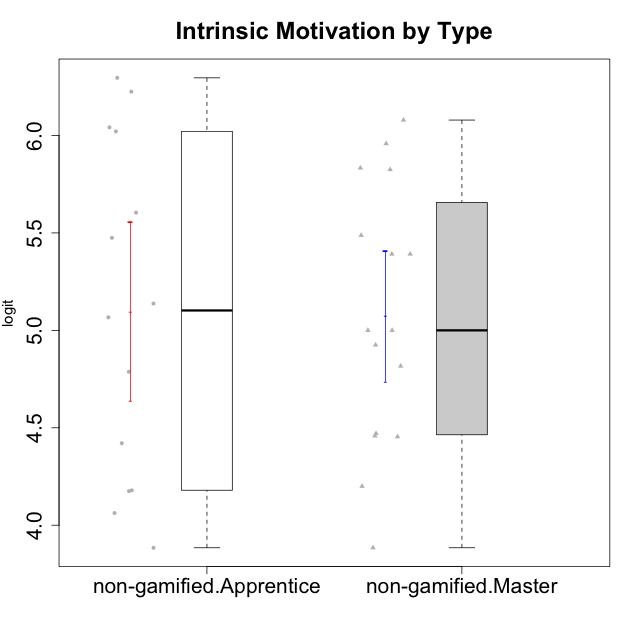 Intrinsic Motivation by Type
logit
6.0
5.5
5.0
4.5
4.0
non-gamified.Apprentice
non-gamified.Master